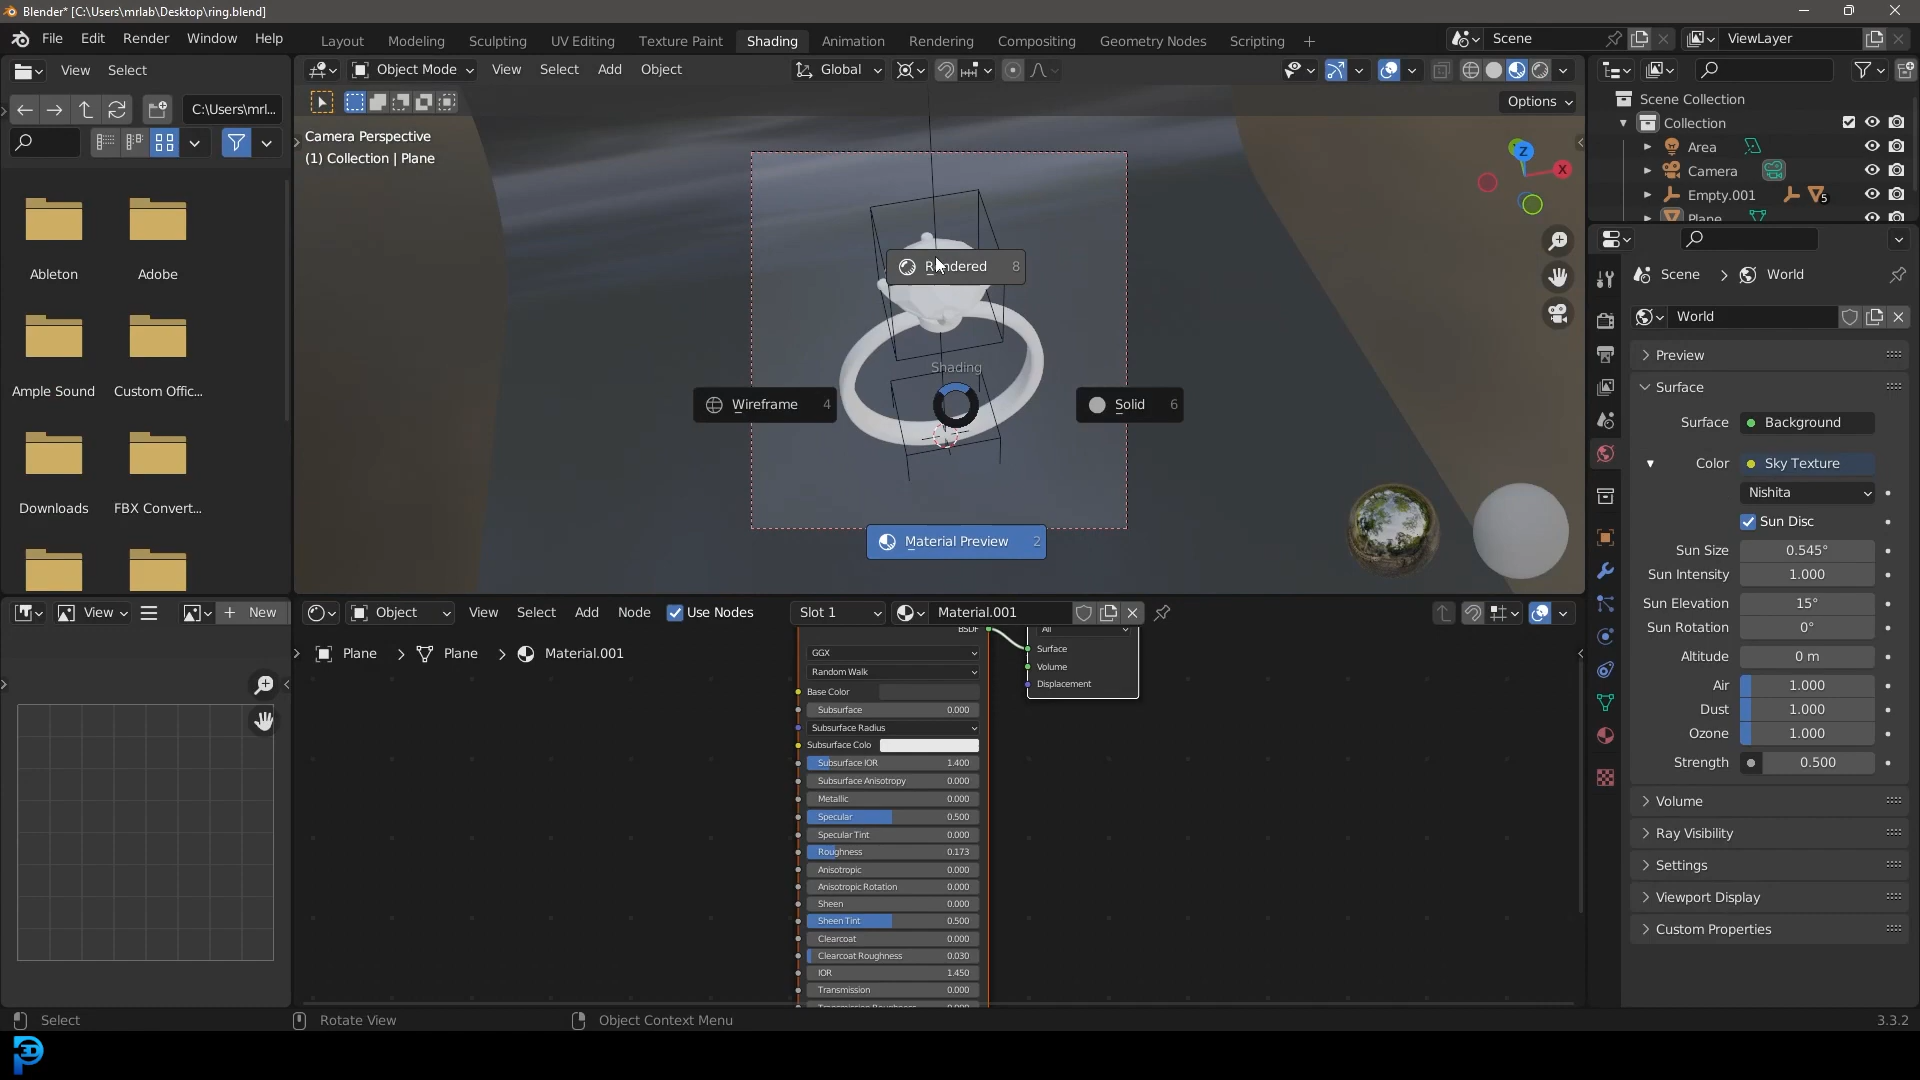 Blender* [C:\Users\mrlab\Desktop\ring.blend]
File Edit Render Window Help
Layout Modeling Sculpting UV Editing Texture Paint Shading Animation Rendering Compositing Geometry Nodes Scripting +
Scene
ViewLayer
View Select
Object Mode View Select Add Object
Global
C:\Users\mrl...
Options
Ableton Adobe
Ample Sound Custom Offic...
Downloads FBX Convert...
Camera Perspective
(1) Collection | Plane
Z
X
Rendered 8
Shading
Wireframe 4
Solid 6
Material Preview 2
Scene Collection
Collection
Area
Camera
Empty.001 5
Plane
Scene > World
World
Preview
Surface
Surface Background
Color Sky Texture
Nishita
Sun Disc
Sun Size 0.545°
Sun Intensity 1.000
Sun Elevation 15°
Sun Rotation 0°
Altitude 0 m
Air 1.000
Dust 1.000
Ozone 1.000
Strength 0.500
Volume
Ray Visibility
Settings
Viewport Display
Custom Properties
View + New
Object View Select Add Node Use Nodes Slot 1 Material.001
Plane > Plane > Material.001
BSDF
GGX
Random Walk
Base Color
Subsurface 0.000
Subsurface Radius
Subsurface Colo
Subsurface IOR 1.400
Subsurface Anisotropy 0.000
Metallic 0.000
Specular 0.500
Specular Tint 0.000
Roughness 0.173
Anisotropic 0.000
Anisotropic Rotation 0.000
Sheen 0.000
Sheen Tint 0.500
Clearcoat 0.000
Clearcoat Roughness 0.030
IOR 1.450
Transmission 0.000
Transmission Roughness 0.000
All
Surface
Volume
Displacement
Select Rotate View Object Context Menu
3.3.2